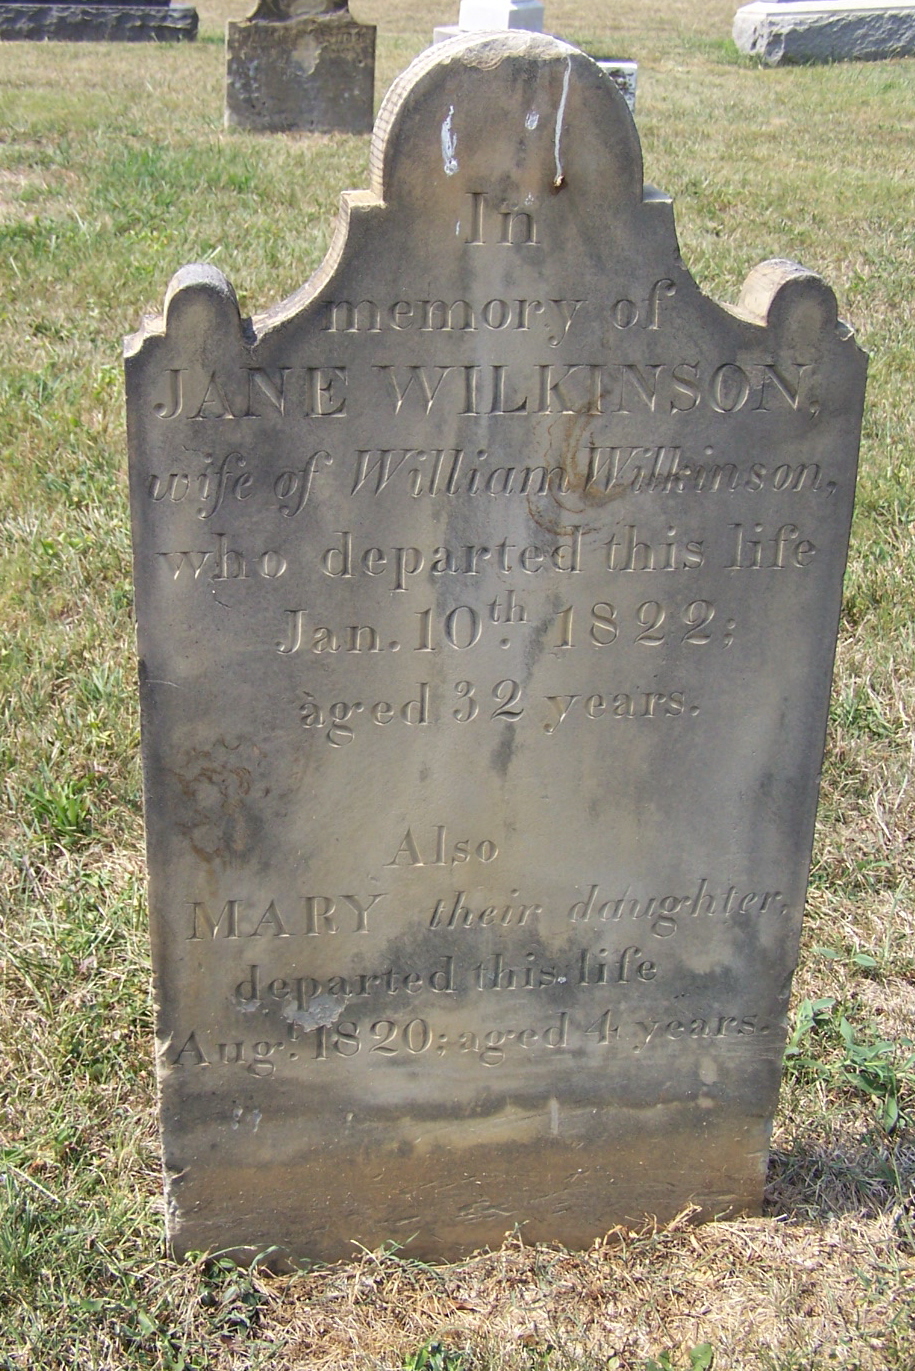 In
memory of
JANE WILKINSON,
wife of William Wilkinson,
who departed this life
Jan. 10th. 1822;
aged 32 years.
Also
MARY their daughter,
departed this life
Aug. 1820; aged 4 years.